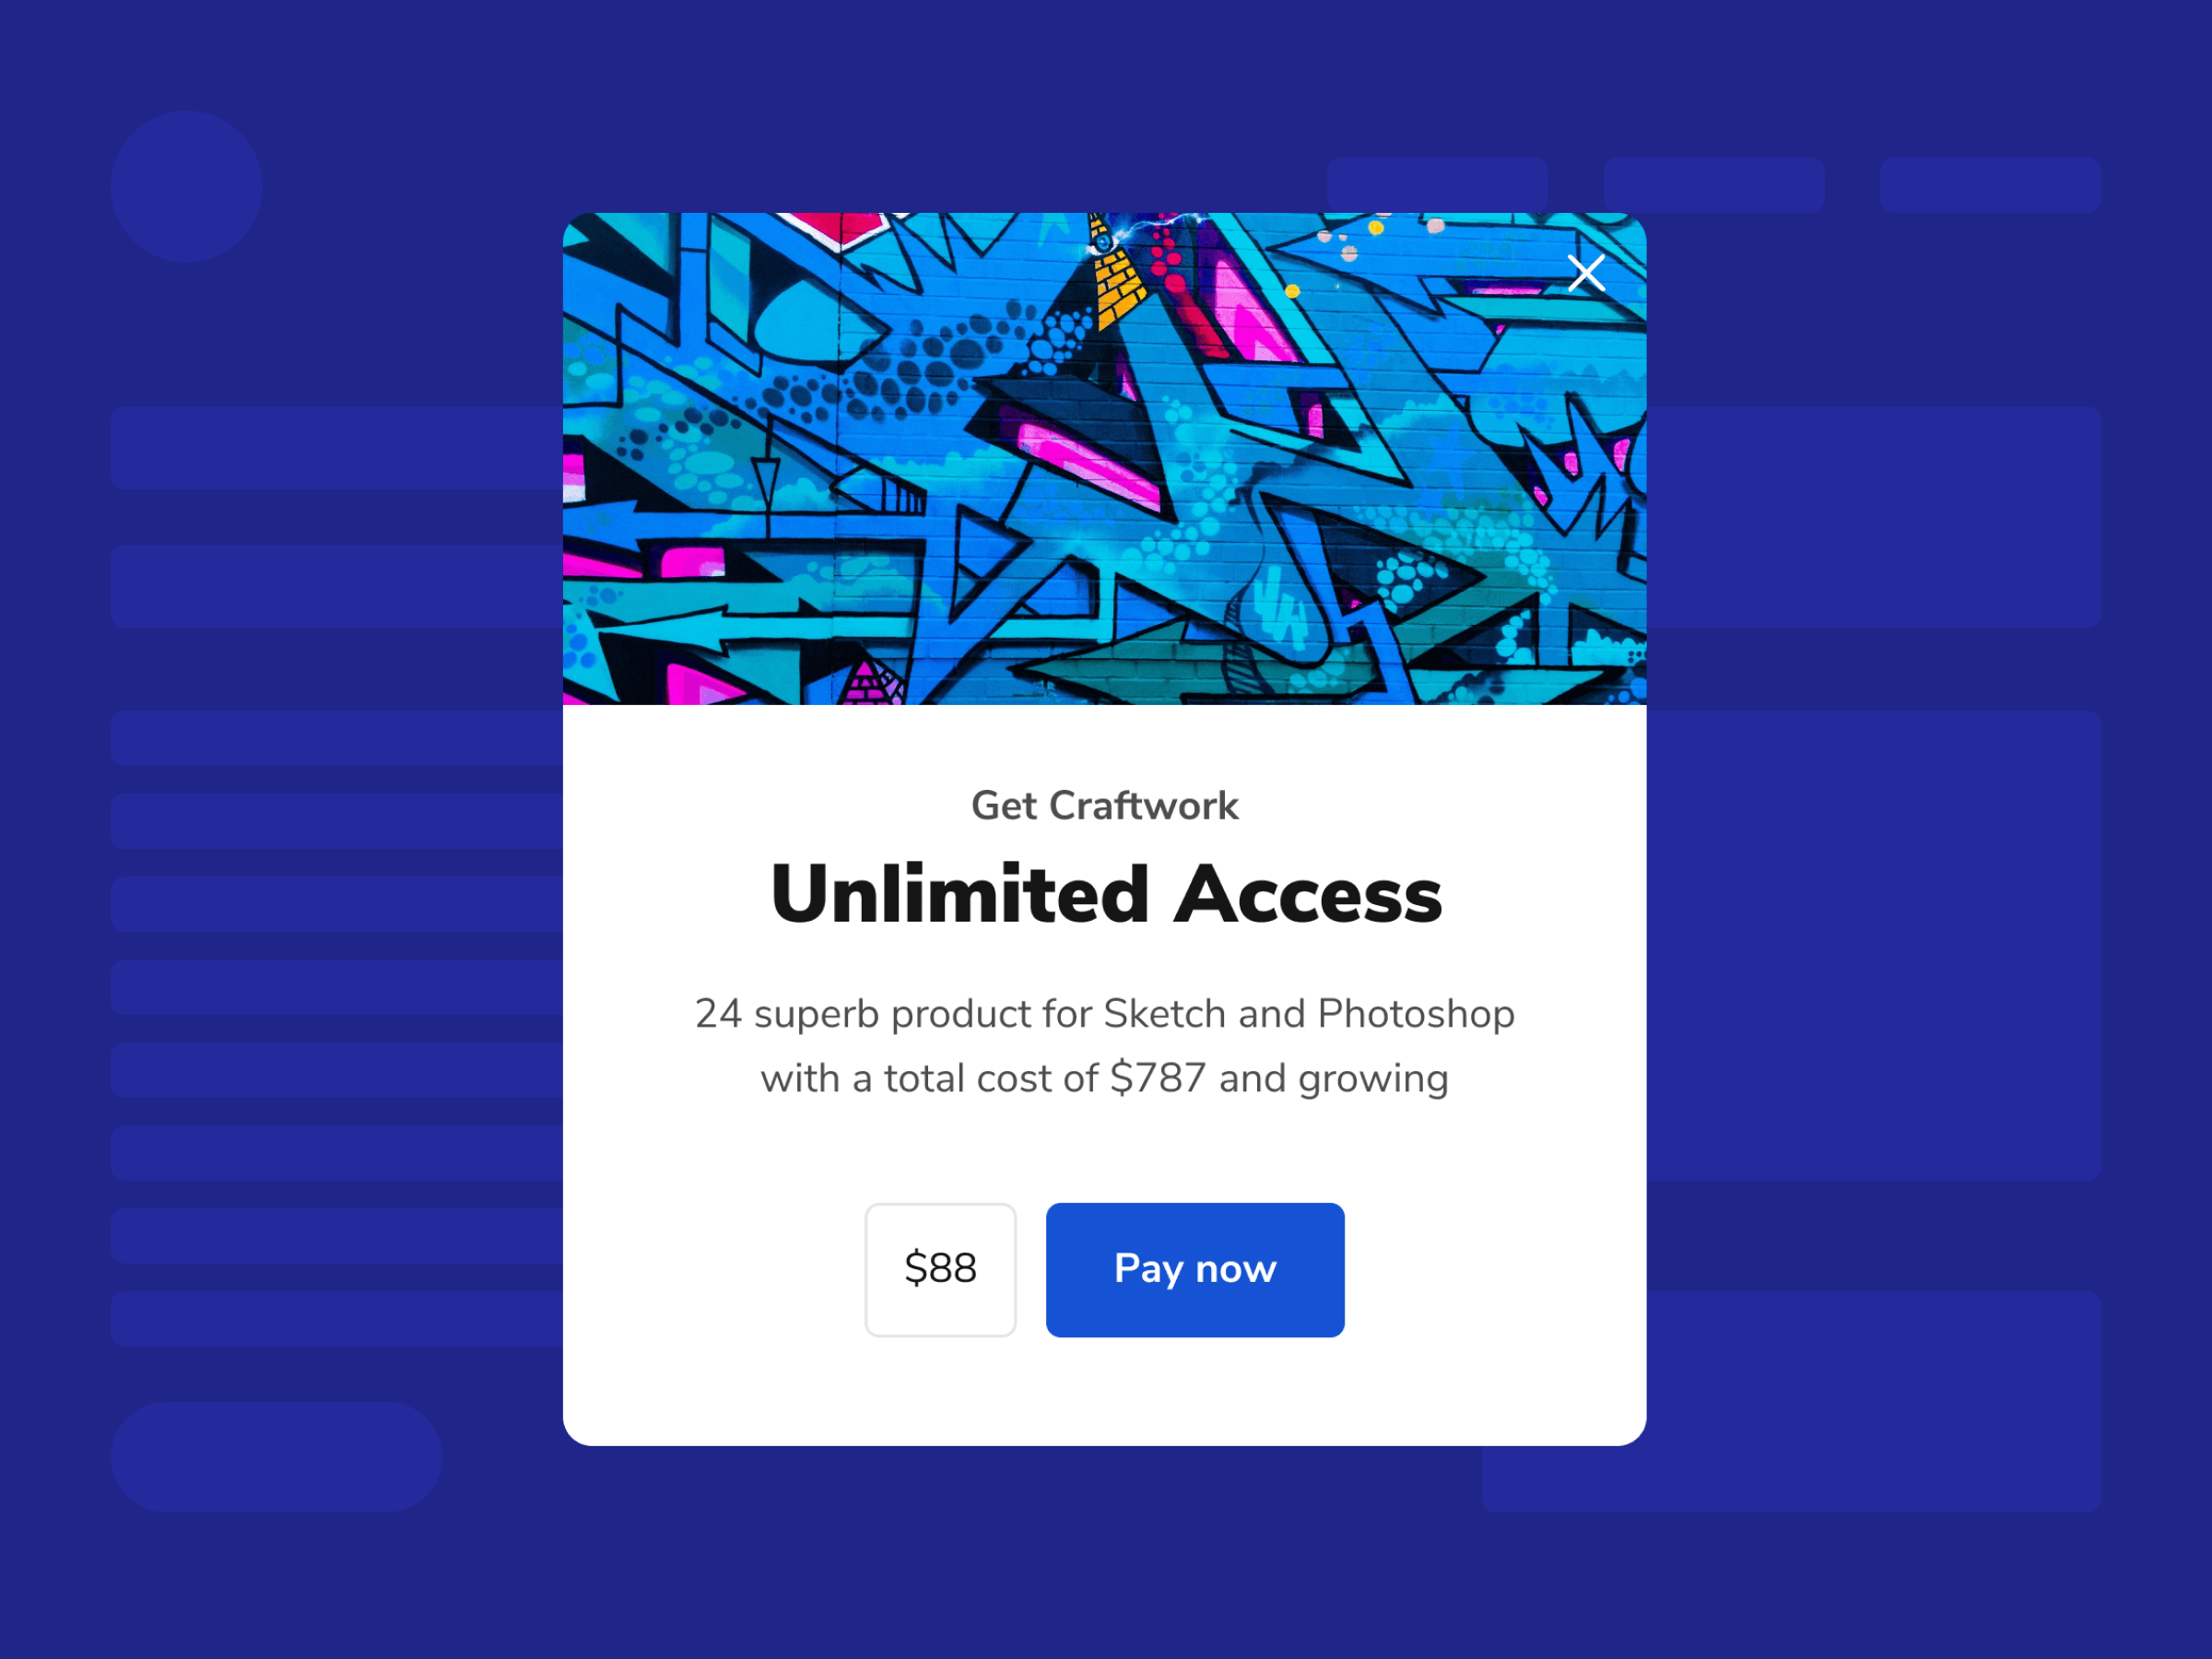 Get Craftwork
Unlimited Access
24 superb product for Sketch and Photoshop
with a total cost of $787 and growing
$88
Pay now